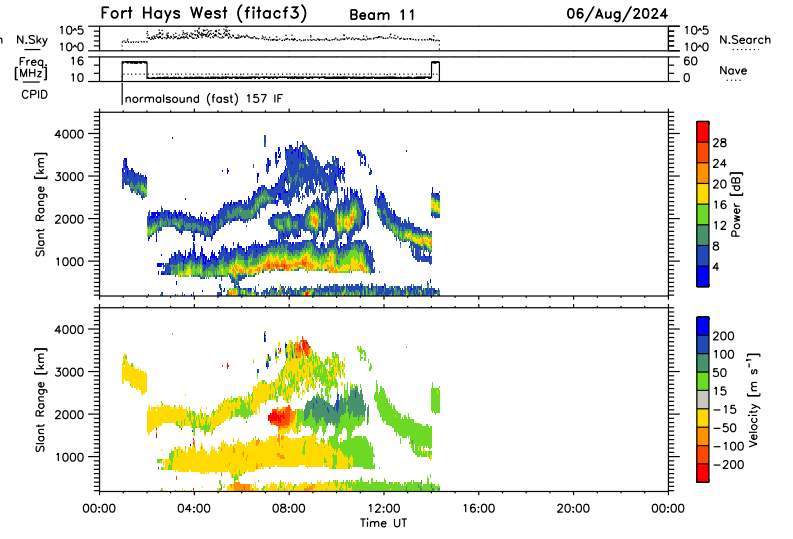 Fort Hays West (fitacf3) Beam 11 06/Aug/2024
N.Sky 10^5 10^0 10^5 10^0 N.Search
Freq. [MHz] 16 10 60 0 Nave
CPID normalsound (fast) 157 IF
4000
3000
2000
1000
Slant Range [km]
28
24
20
16
12
8
4
Power [dB]
4000
3000
2000
1000
Slant Range [km]
200
100
50
15
-15
-50
-100
-200
Velocity [m s⁻¹]
00:00 04:00 08:00 12:00 16:00 20:00 00:00
Time UT